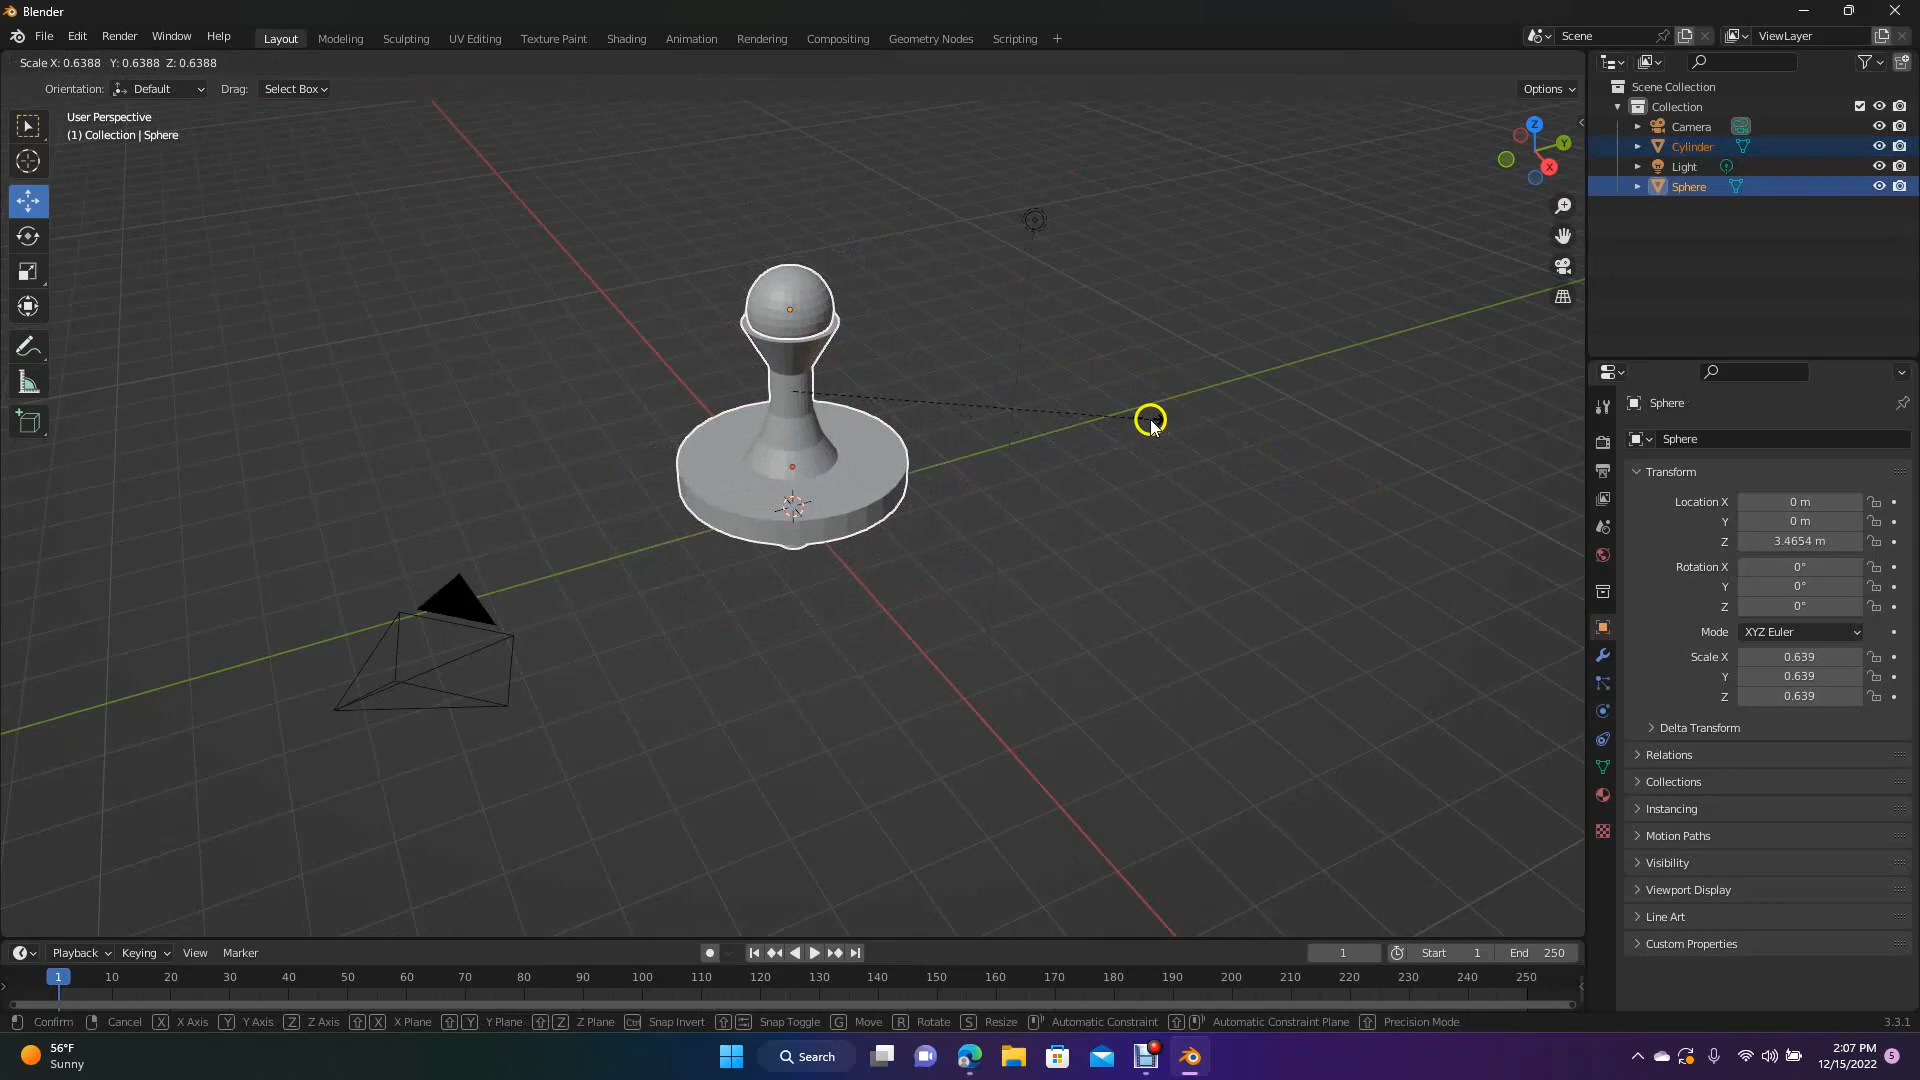 Blender
File Edit Render Window Help
Layout Modeling Sculpting UV Editing Texture Paint Shading Animation Rendering Compositing Geometry Nodes Scripting +
Scene ViewLayer
Scale X: 0.6388 Y: 0.6388 Z: 0.6388
Orientation: Default Drag: Select Box Options
User Perspective
(1) Collection | Sphere
Z
Y
X
Scene Collection
Collection
Camera
Cylinder
Light
Sphere
Sphere
Sphere
Transform
Location X 0 m
Y 0 m
Z 3.4654 m
Rotation X 0°
Y 0°
Z 0°
Mode XYZ Euler
Scale X 0.639
Y 0.639
Z 0.639
Delta Transform
Relations
Collections
Instancing
Motion Paths
Visibility
Viewport Display
Line Art
Custom Properties
Playback Keying View Marker 1 Start 1 End 250
1 10 20 30 40 50 60 70 80 90 100 110 120 130 140 150 160 170 180 190 200 210 220 230 240 250
Confirm Cancel X X Axis Y Y Axis Z Z Axis X X Plane Y Y Plane Z Z Plane Ctrl Snap Invert Snap Toggle G Move R Rotate S Resize Automatic Constraint Automatic Constraint Plane Precision Mode 3.3.1
56°F
Sunny
Search
2:07 PM
12/15/2022
5